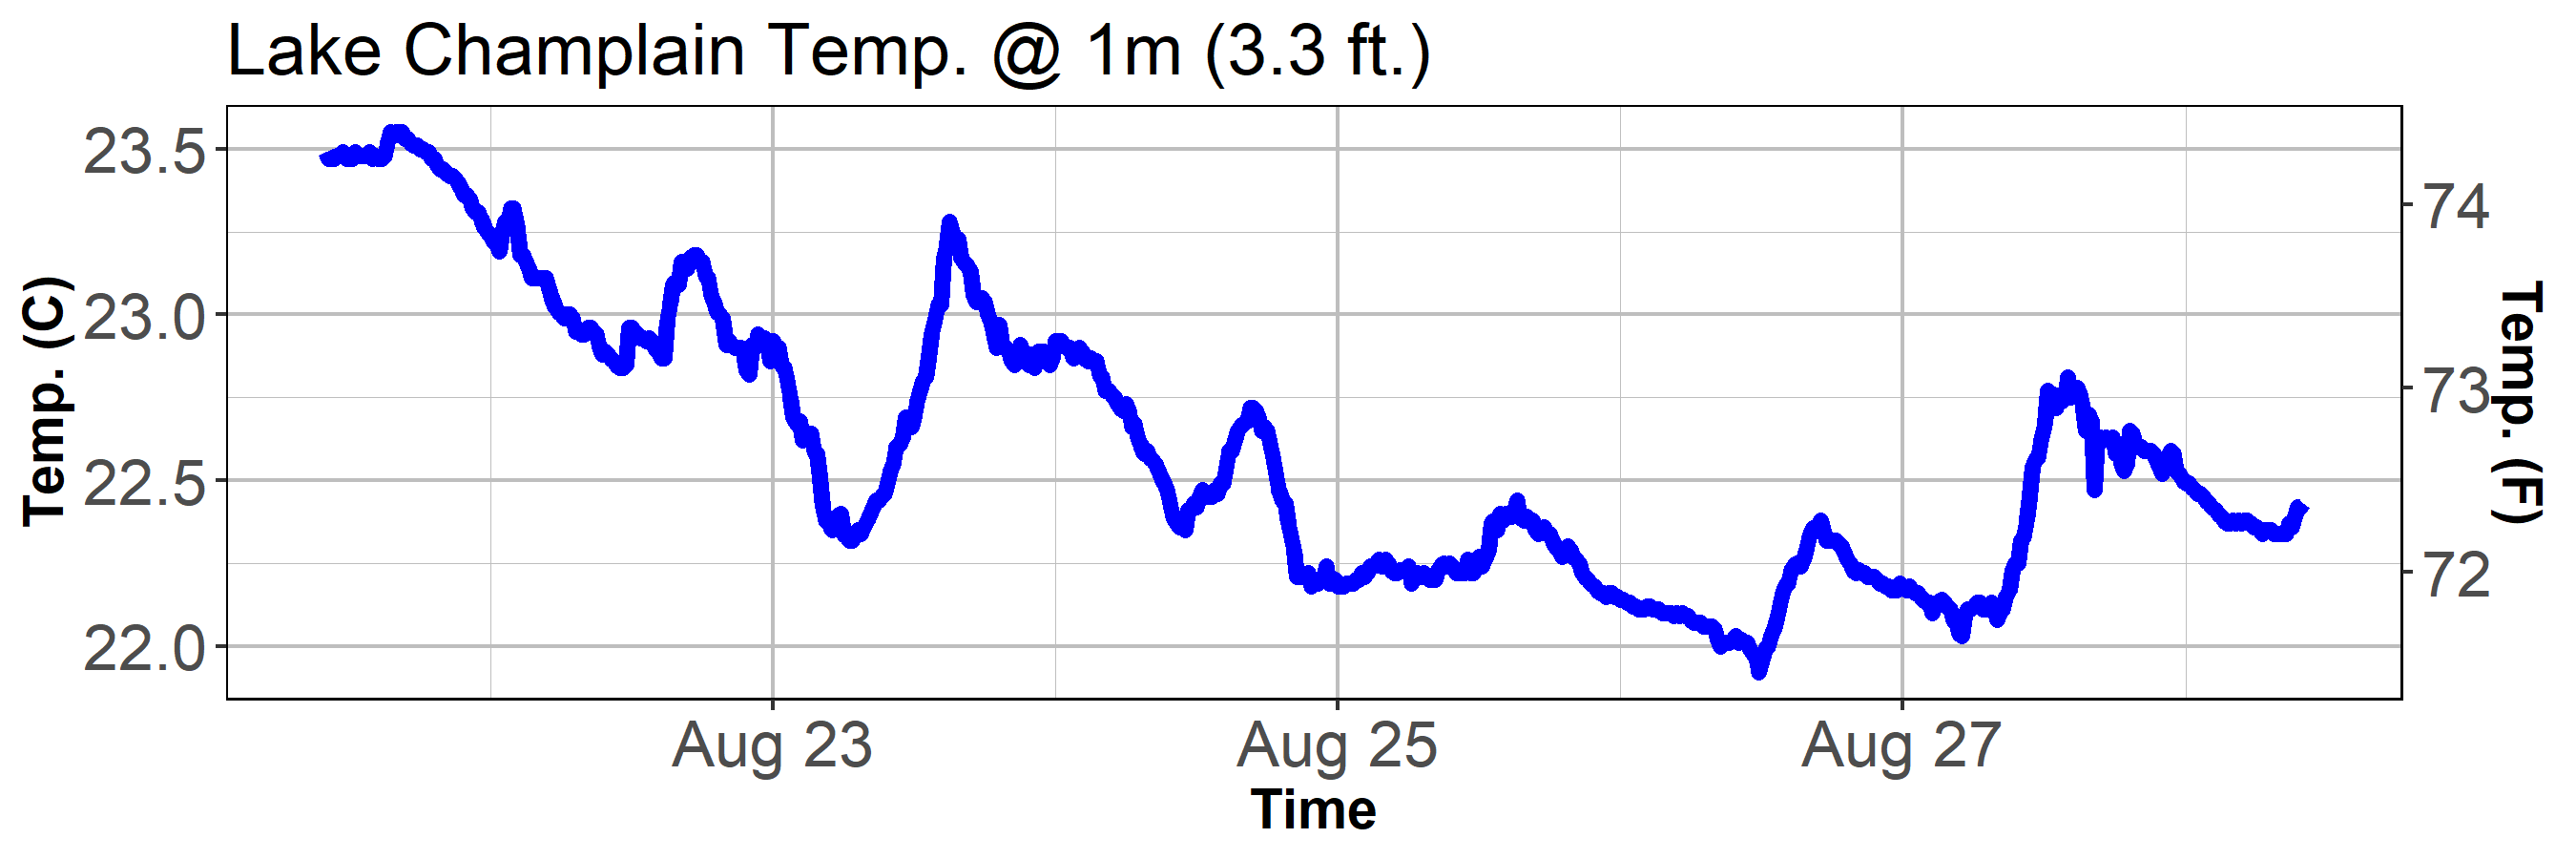 Lake Champlain Temp. @ 1m (3.3 ft.)
Temp. (C)
23.5
23.0
22.5
22.0
74
73
72
Temp. (F)
Aug 23
Aug 25
Aug 27
Time